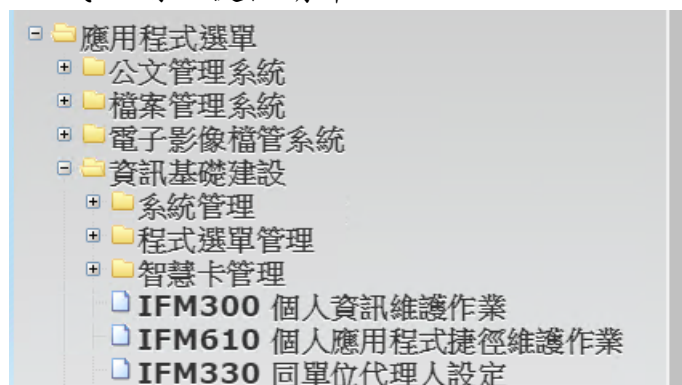 應用程式選單
公文管理系統
檔案管理系統
電子影像檔管系統
資訊基礎建設
系統管理
程式選單管理
智慧卡管理
IFM300 個人資訊維護作業
IFM610 個人應用程式捷徑維護作業
IFM330 同單位代理人設定